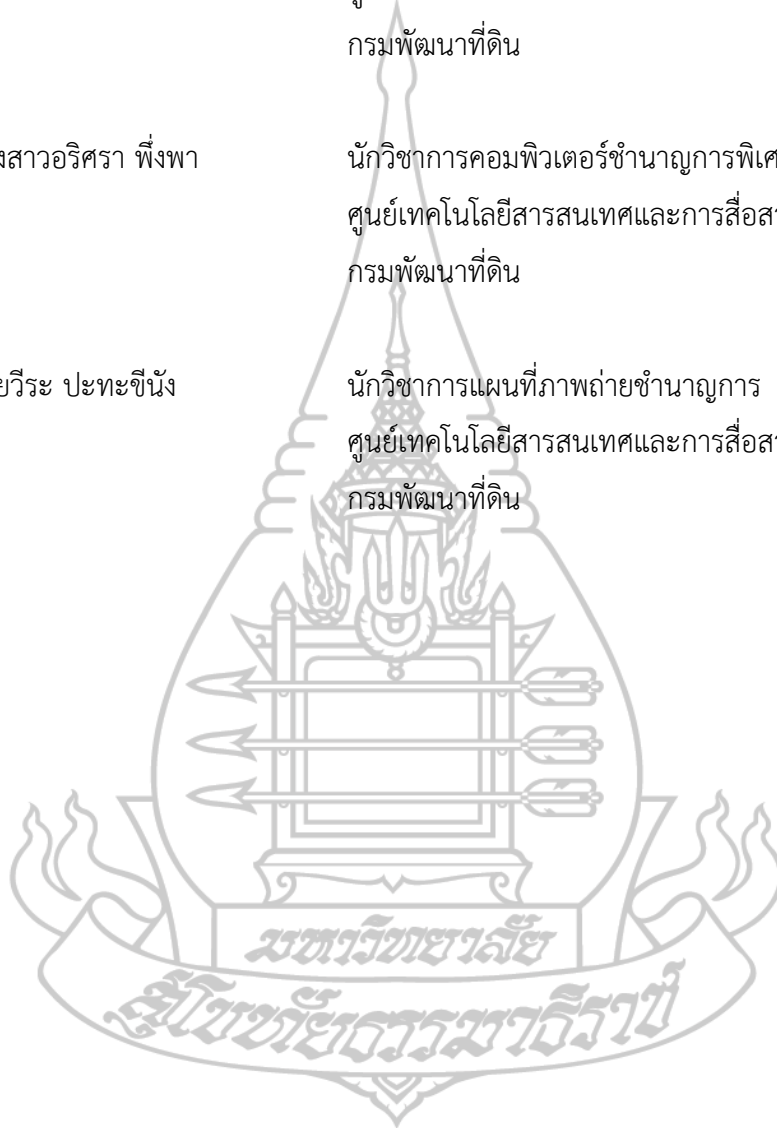 กรมพัฒนาที่ดิน
งสาวอริศรา พึ่งพา นักวิชาการคอมพิวเตอร์ชำนาญการพิเศ
ศูนย์เทคโนโลยีสารสนเทศและการสื่อส
กรมพัฒนาที่ดิน
ยวีระ ปะทะขีนัง นักวิชาการแผนที่ภาพถ่ายชำนาญการ
ศูนย์เทคโนโลยีสารสนเทศและการสื่อส
กรมพัฒนาที่ดิน
มหาวิทยาลัย
สุโขทัยธรรมาธิราช